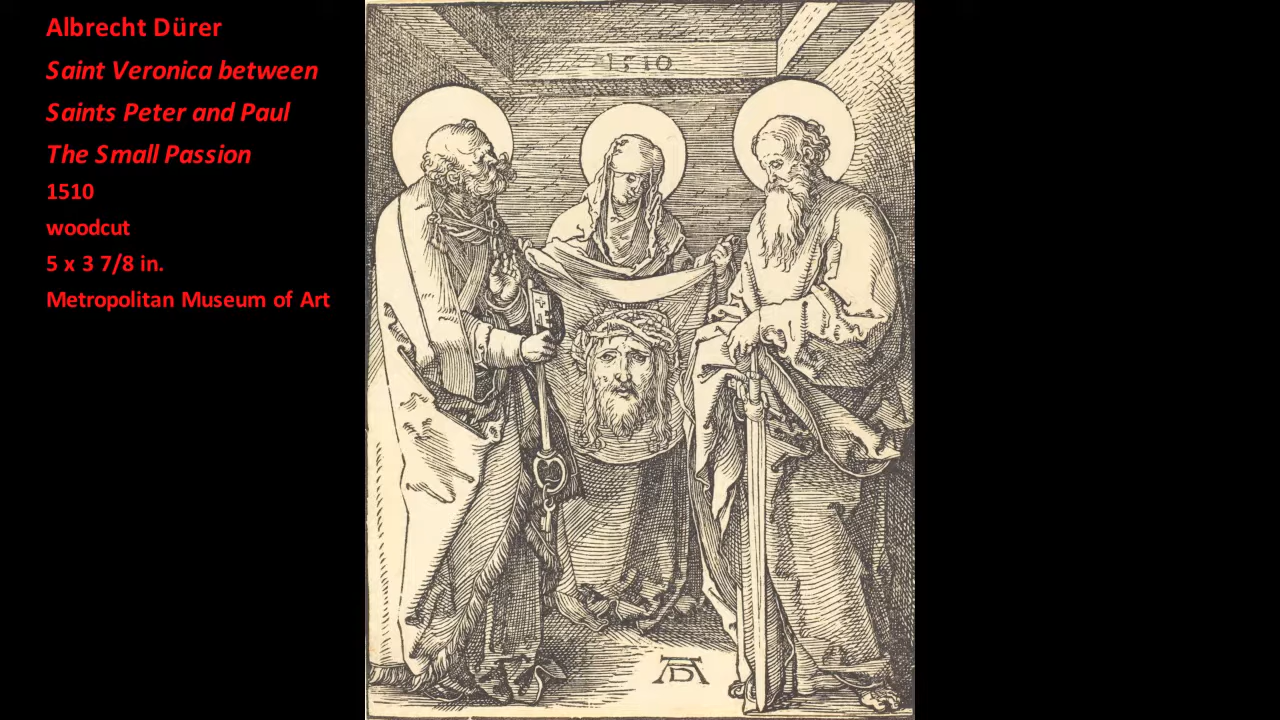 Albrecht Dürer
Saint Veronica between
Saints Peter and Paul
The Small Passion
1510
woodcut
5 x 3 7/8 in.
Metropolitan Museum of Art
1510
AD